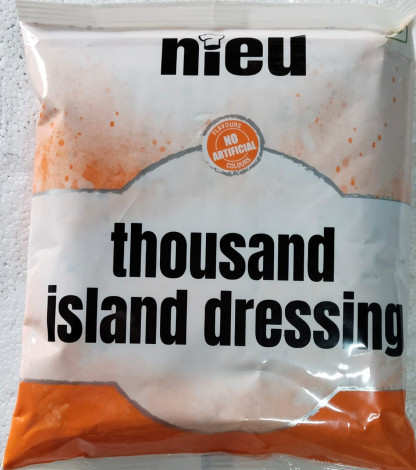 nieu
FLAVOURS
NO
ARTIFICIAL
COLOURS
thousand
island dressing